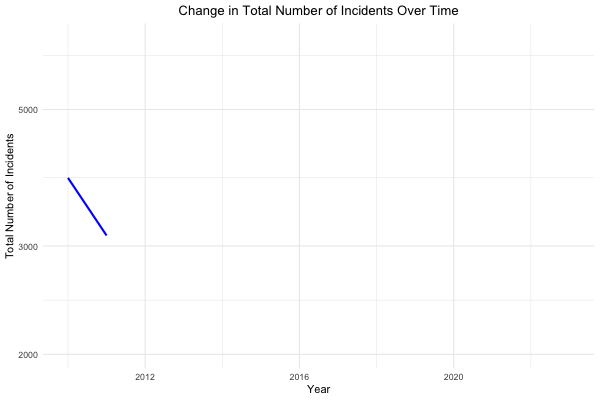 Change in Total Number of Incidents Over Time
Total Number of Incidents
5000
3000
2000
2012
2016
2020
Year